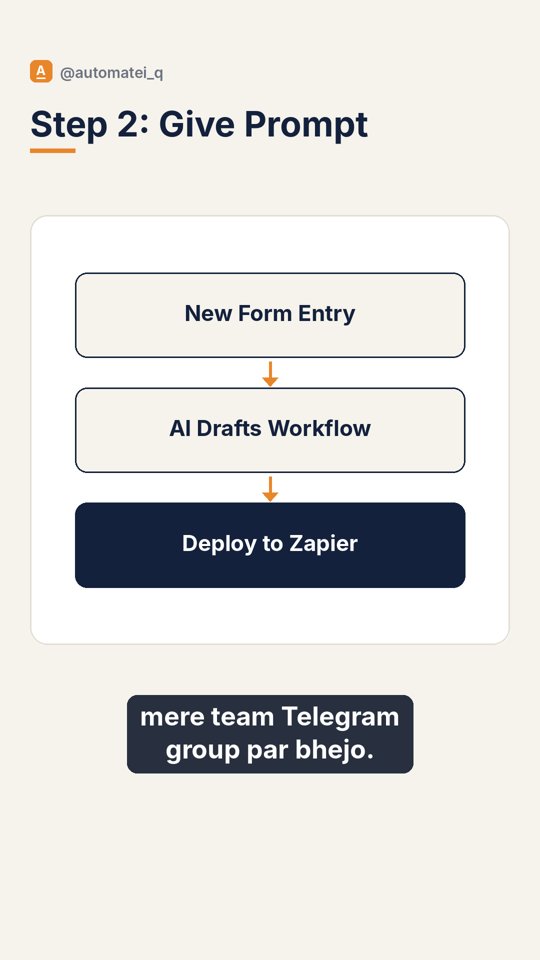 A
@automatei_q
Step 2: Give Prompt
New Form Entry
AI Drafts Workflow
Deploy to Zapier
mere team Telegram
group par bhejo.